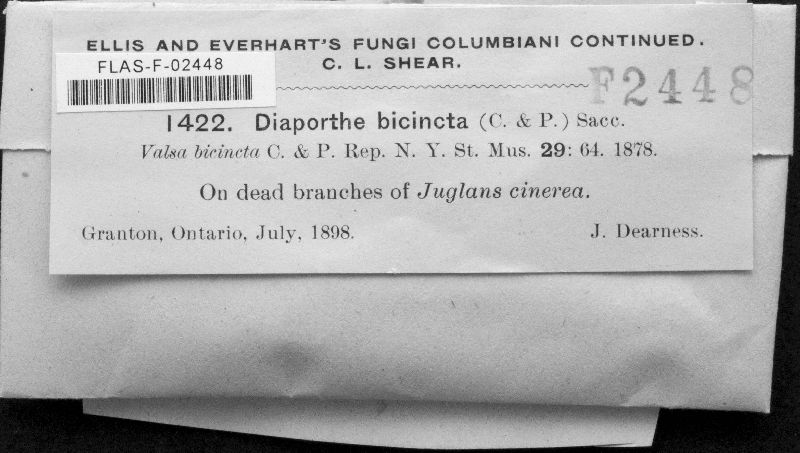 ELLIS AND EVERHART'S FUNGI COLUMBIANI CONTINUED.
C. L. SHEAR.
FLAS-F-02448
F2448
1422. Diaporthe bicincta (C. & P.) Sacc.
Valsa bicincta C. & P. Rep. N. Y. St. Mus. 29: 64. 1878.
On dead branches of Juglans cinerea.
Granton, Ontario, July, 1898. J. Dearness.